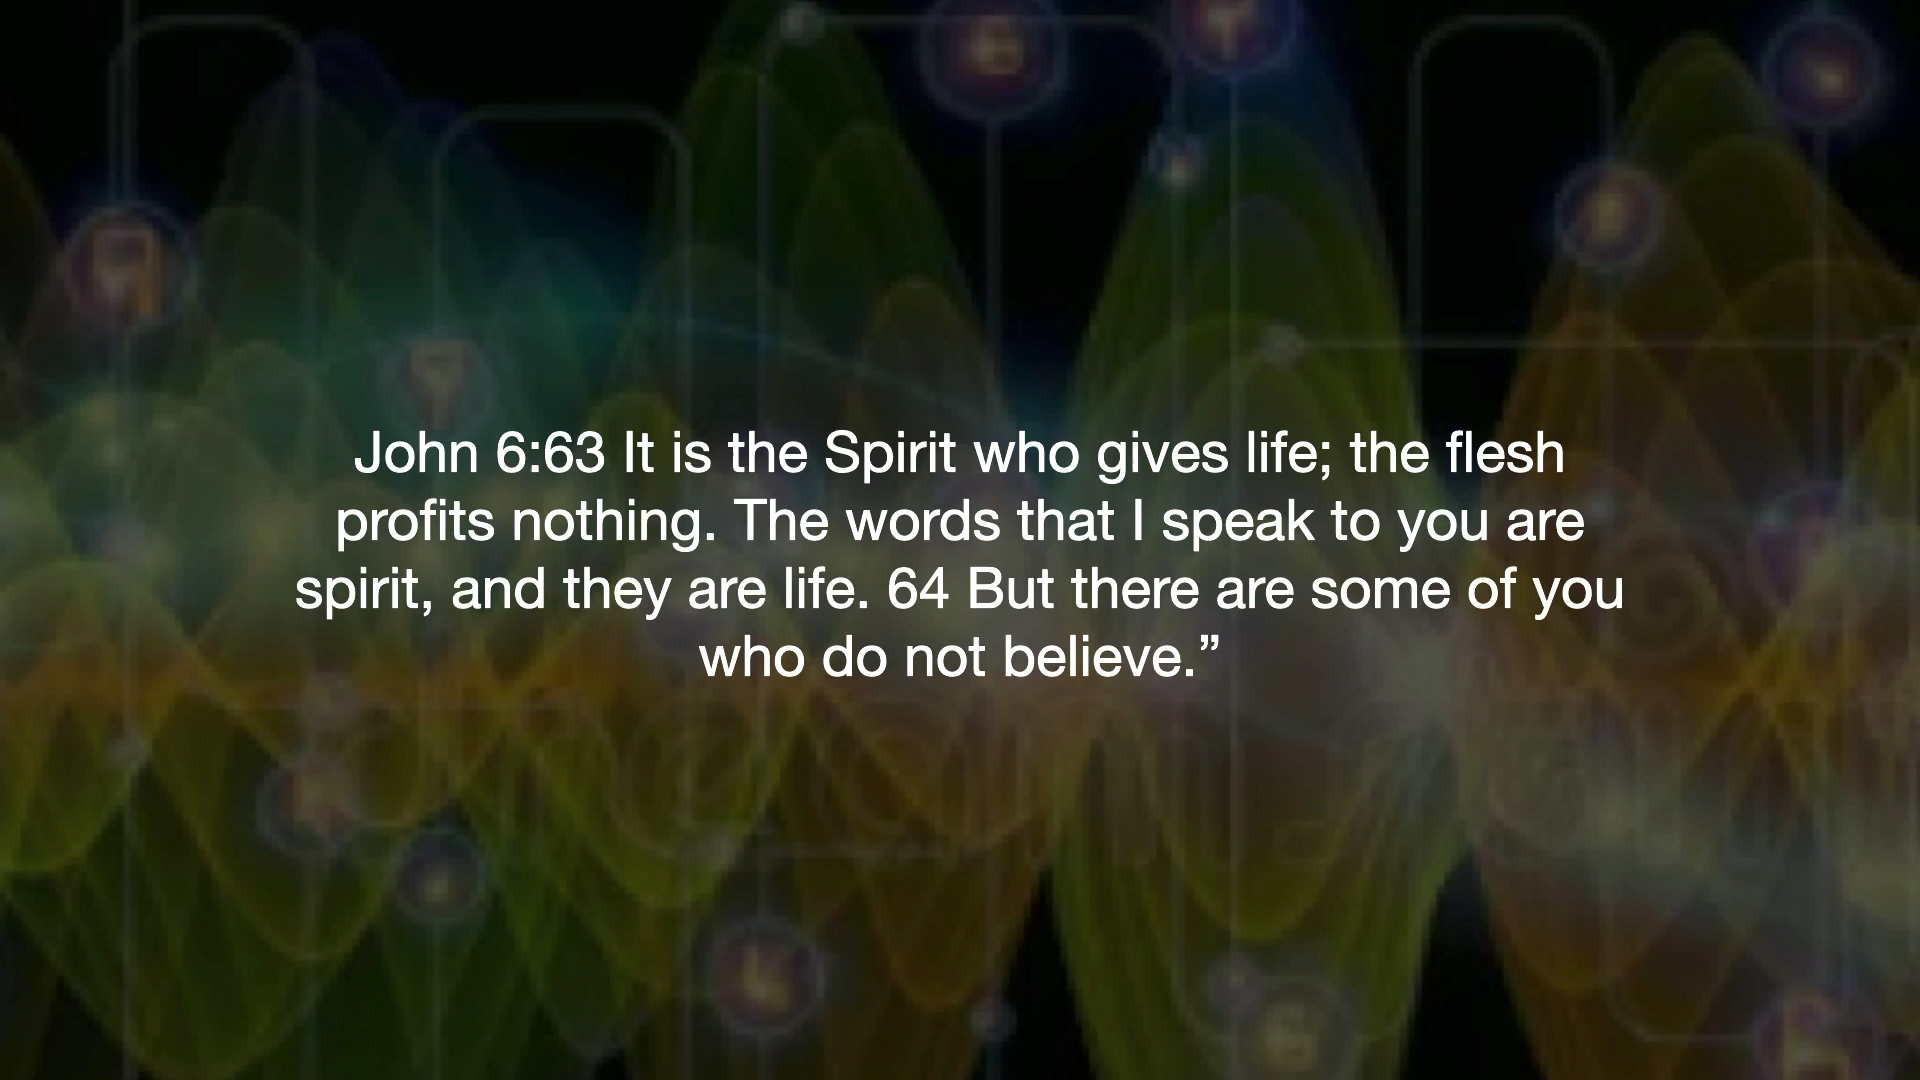 John 6:63 It is the Spirit who gives life; the flesh
profits nothing. The words that I speak to you are
spirit, and they are life. 64 But there are some of you
who do not believe.”